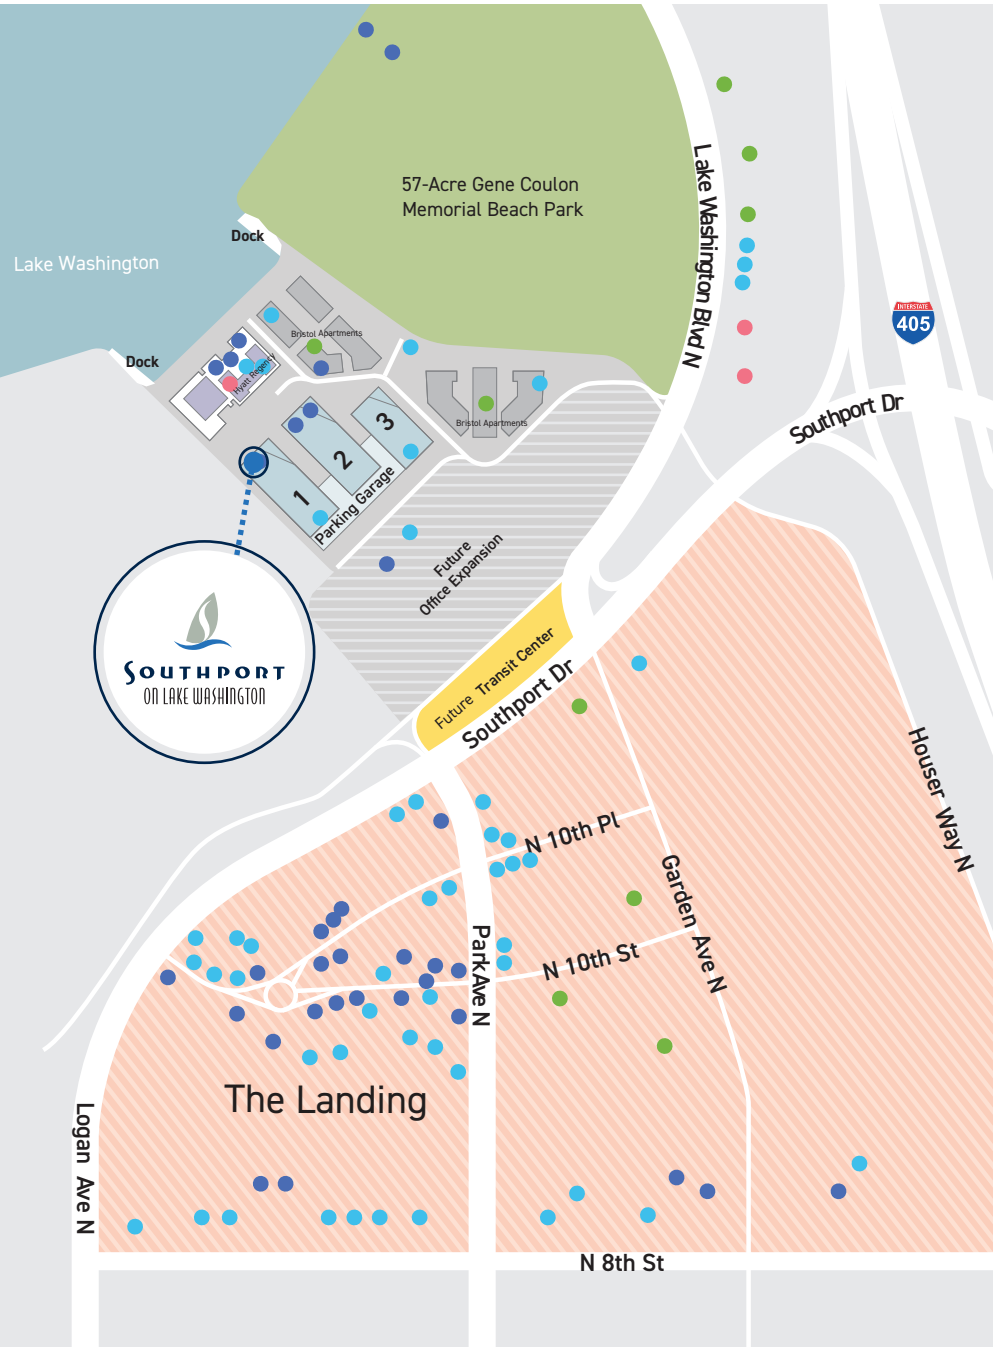 57-Acre Gene Coulon
Memorial Beach Park
Lake Washington Blvd N
Dock
Lake Washington
INTERSTATE
405
Bristol Apartments
Dock
Hyatt Regency
Southport Dr
Bristol Apartments
3
2
1
Parking Garage
Future
Office Expansion
SOUTHPORT
ON LAKE WASHINGTON
Future Transit Center
Southport Dr
Houser Way N
N 10th Pl
Garden Ave N
Park Ave N
N 10th St
The Landing
Logan Ave N
N 8th St